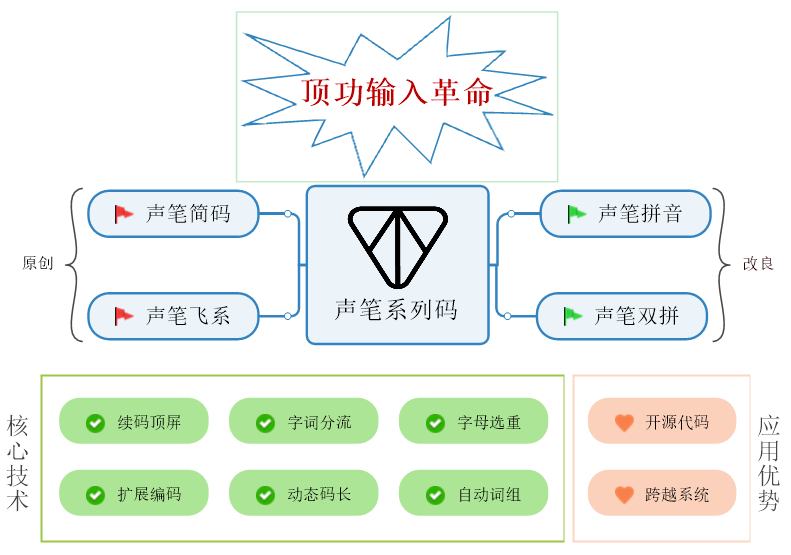 顶功输入革命
声笔简码
声笔拼音
原创
改良
声笔系列码
声笔飞系
声笔双拼
核心技术
续码顶屏
字词分流
字母选重
扩展编码
动态码长
自动词组
开源代码
跨越系统
应用优势